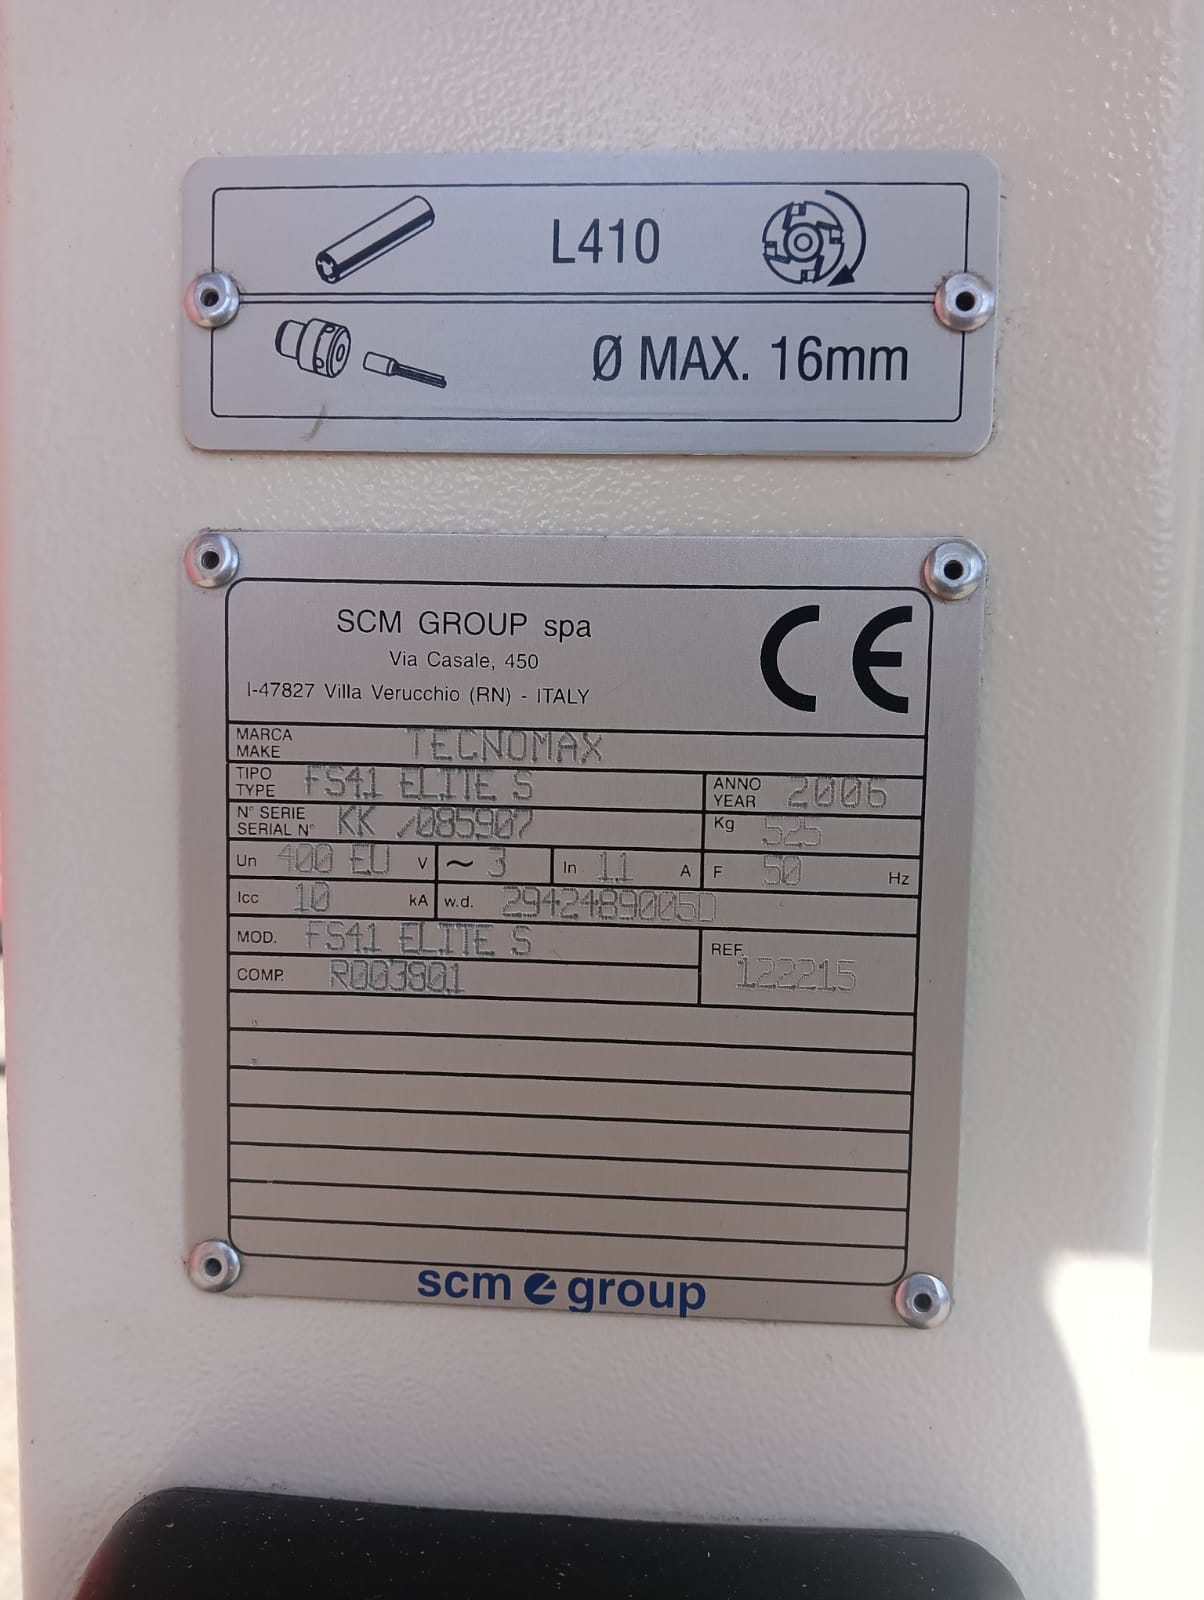 L410
Ø MAX. 16mm
SCM GROUP spa
Via Casale, 450
I-47827 Villa Verucchio (RN) - ITALY
CE
MARCA
MAKE
TECNOMAX
TIPO
TYPE
FS41 ELITE S
ANNO
YEAR
2006
N° SERIE
SERIAL N°
KK /085907
Kg 525
Un 400 EU V
~ 3
In 11 A
F 50 Hz
Icc 10 kA
w.d. 2942489005D
MOD. FS41 ELITE S
REF. 122215
COMP. R003801
scm group